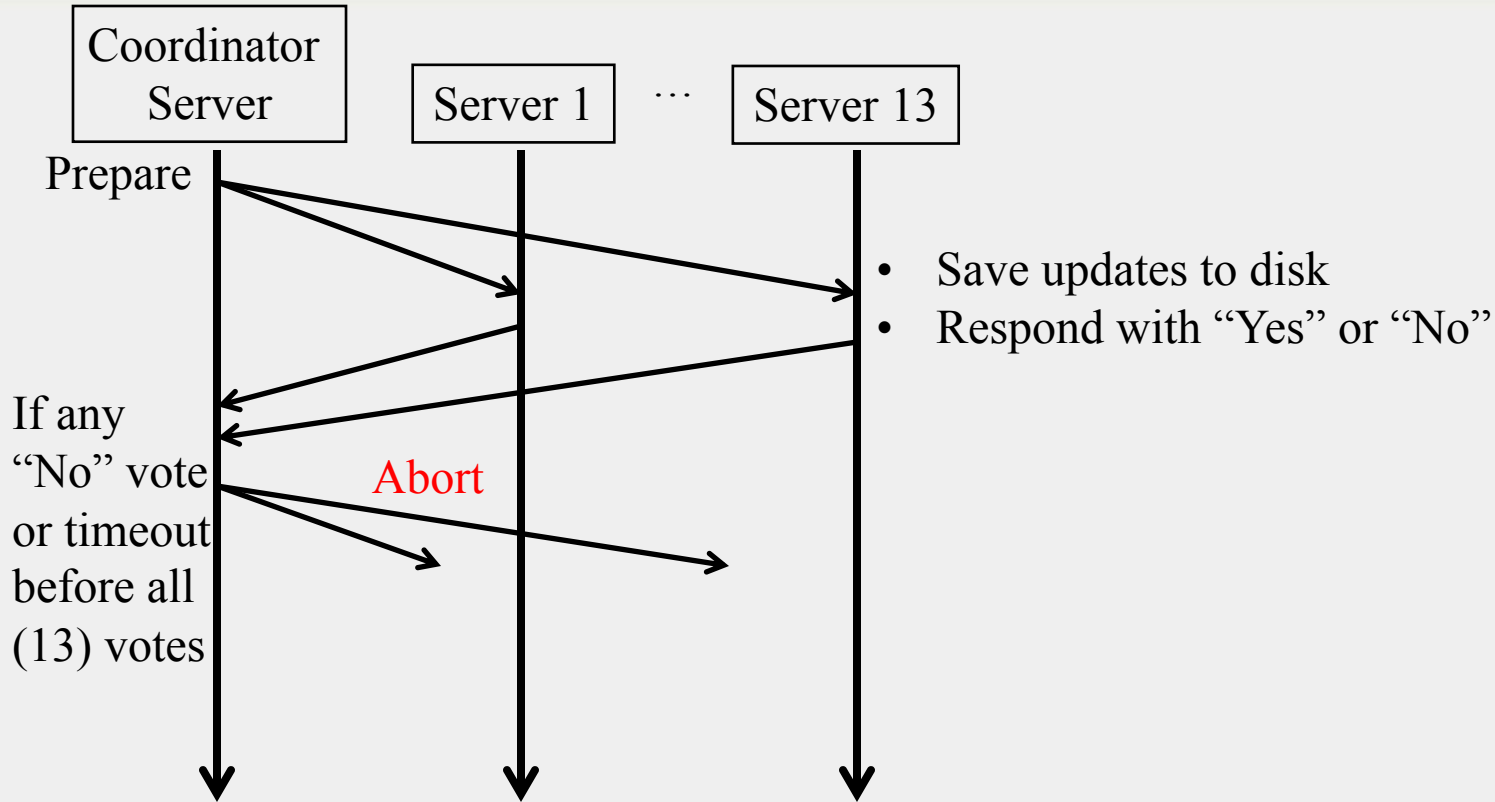 Coordinator
Server
Server 1
...
Server 13
Prepare
• Save updates to disk
• Respond with “Yes” or “No”
If any
“No” vote
or timeout
before all
(13) votes
Abort